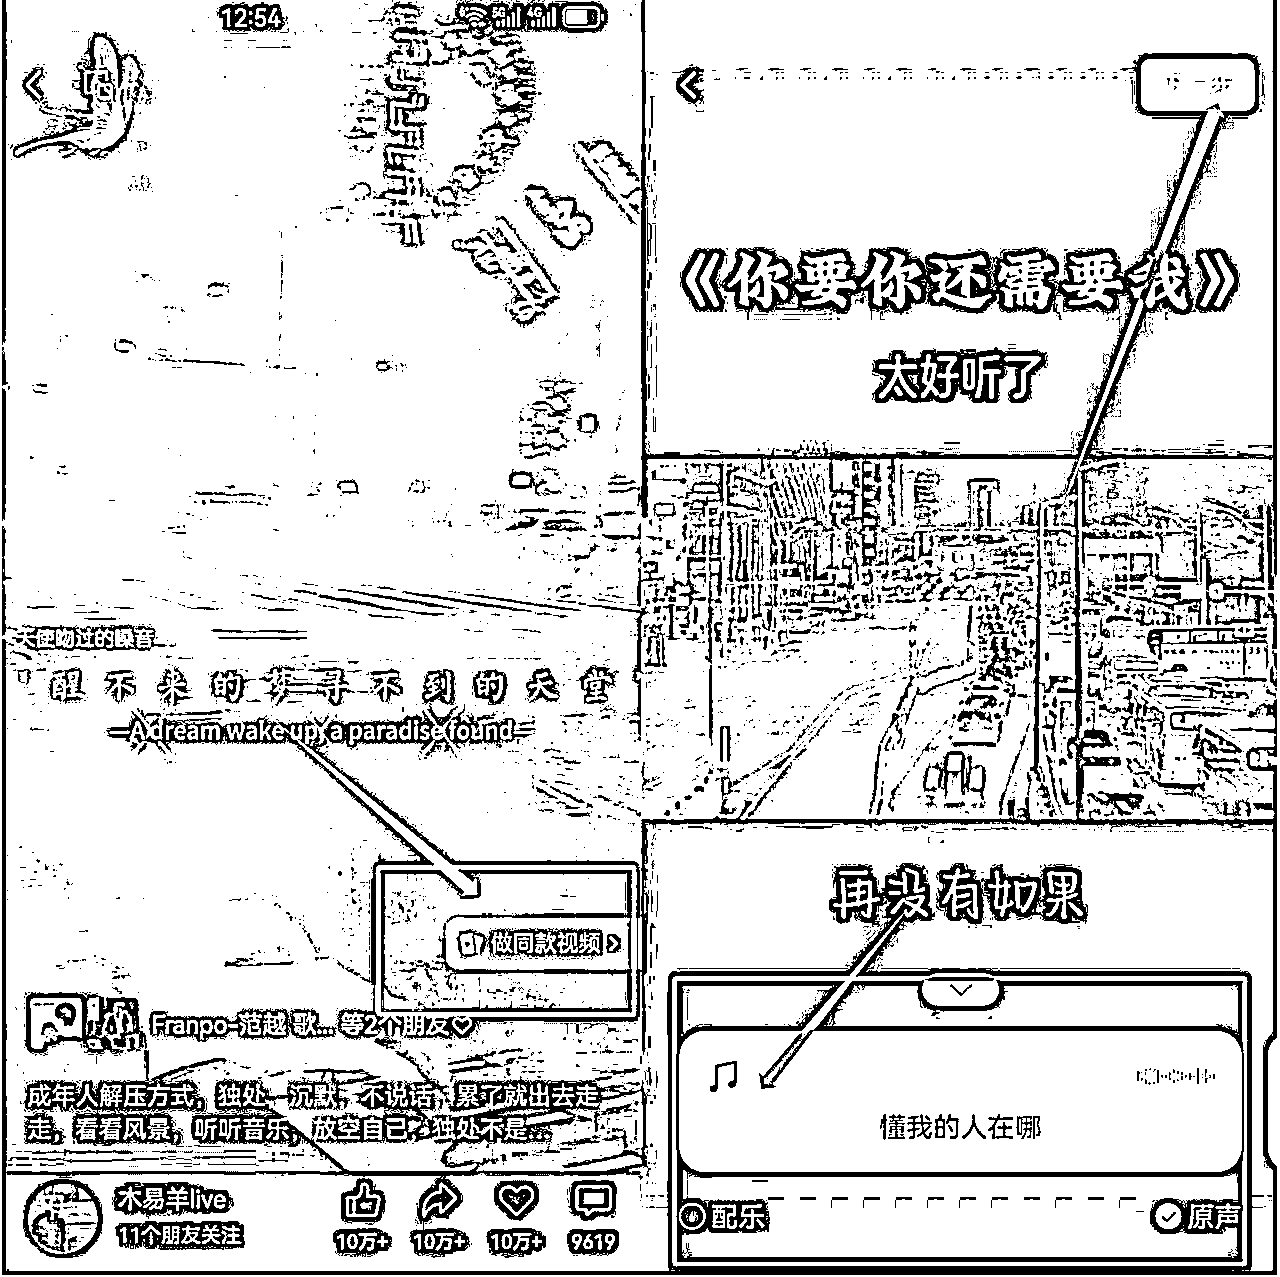 12:54
天使吻过的嗓音
醒不来的梦寻不到的天堂
A dream wake up, a paradise found
做同款视频
Franpo-范越 歌... 等2个朋友
成年人解压方式，独处，沉默，不说话，累了就出去走
走，看看风景，听听音乐，放空自己？独处不是...
木易羊live
11个朋友关注
10万+ 10万+ 10万+ 9619
下一步
《你要你还需要我》
太好听了
再没有如果
懂我的人在哪
配乐
原声